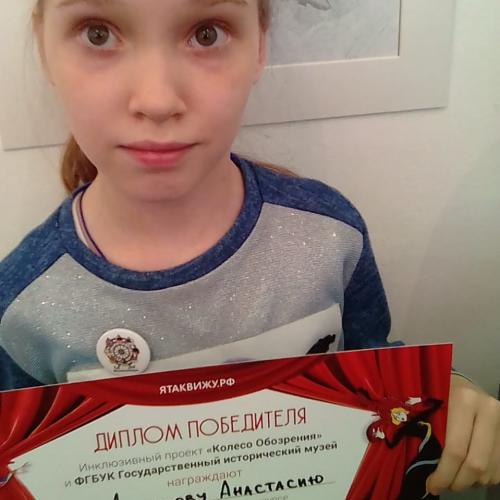 ЯТАКВИЖУ.РФ
ДИПЛОМ ПОБЕДИТЕЛЯ
Инклюзивный проект «Колесо Обозрения»
и ФГБУК Государственный исторический музей
награждают
Анастасию